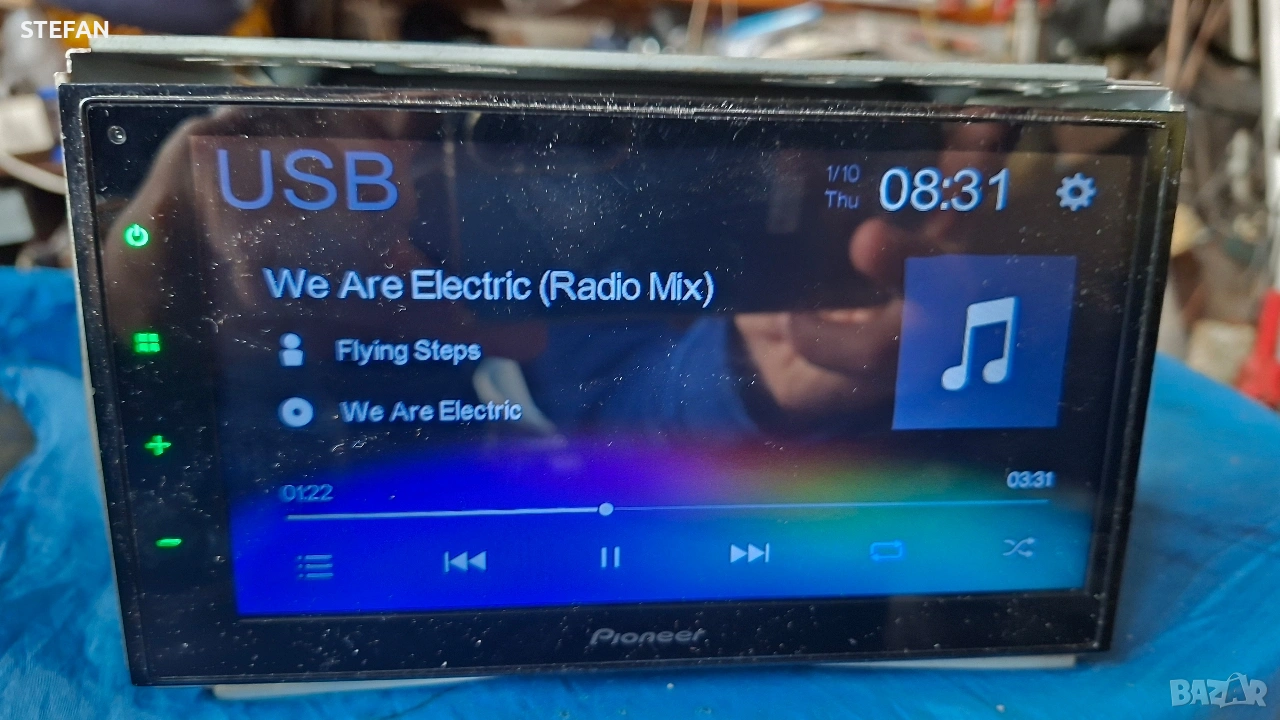 STEFAN
USB
1/10
Thu
08:31
We Are Electric (Radio Mix)
Flying Steps
We Are Electric
01:22
03:31
Pioneer
BAZAR